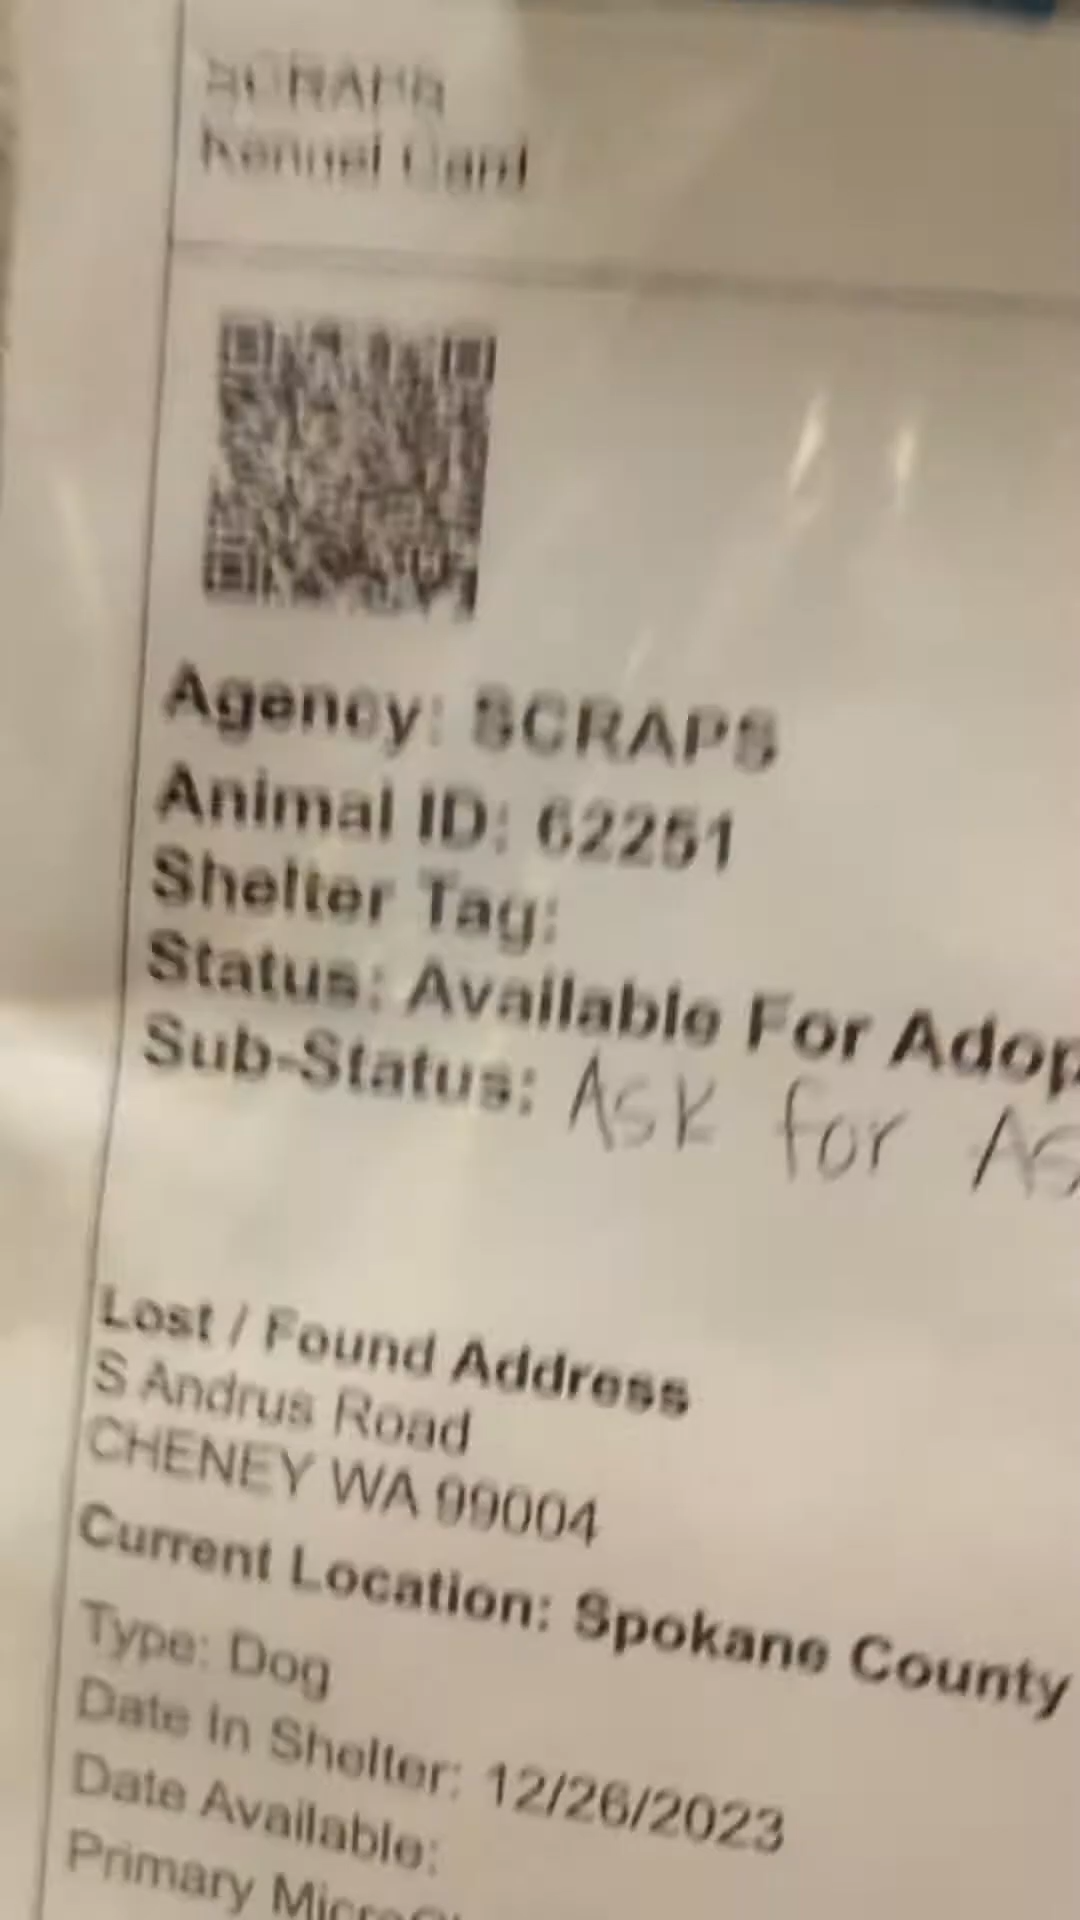 SCRAPS
Kennel Card
Agency: SCRAPS
Animal ID: 62251
Shelter Tag:
Status: Available For Adop
Sub-Status: Ask for As
Lost / Found Address
S Andrus Road
CHENEY WA 99004
Current Location: Spokane County
Type: Dog
Date In Shelter: 12/26/2023
Date Available:
Primary